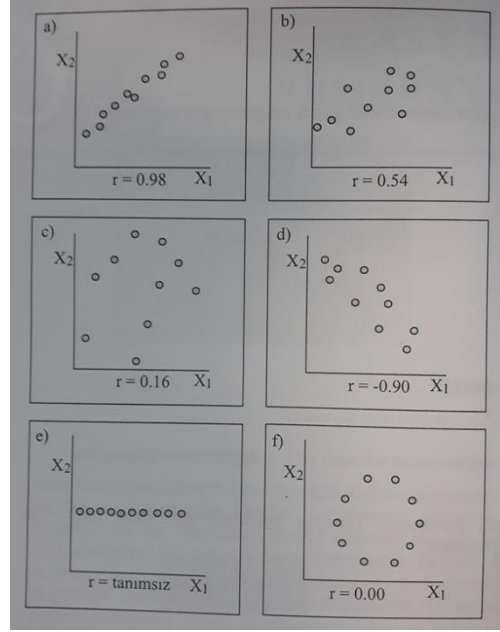 a)
X2
r = 0.98 X1
b)
X2
r = 0.54 X1
c)
X2
r = 0.16 X1
d)
X2
r = -0.90 X1
e)
X2
r = tanımsız X1
f)
X2
r = 0.00 X1